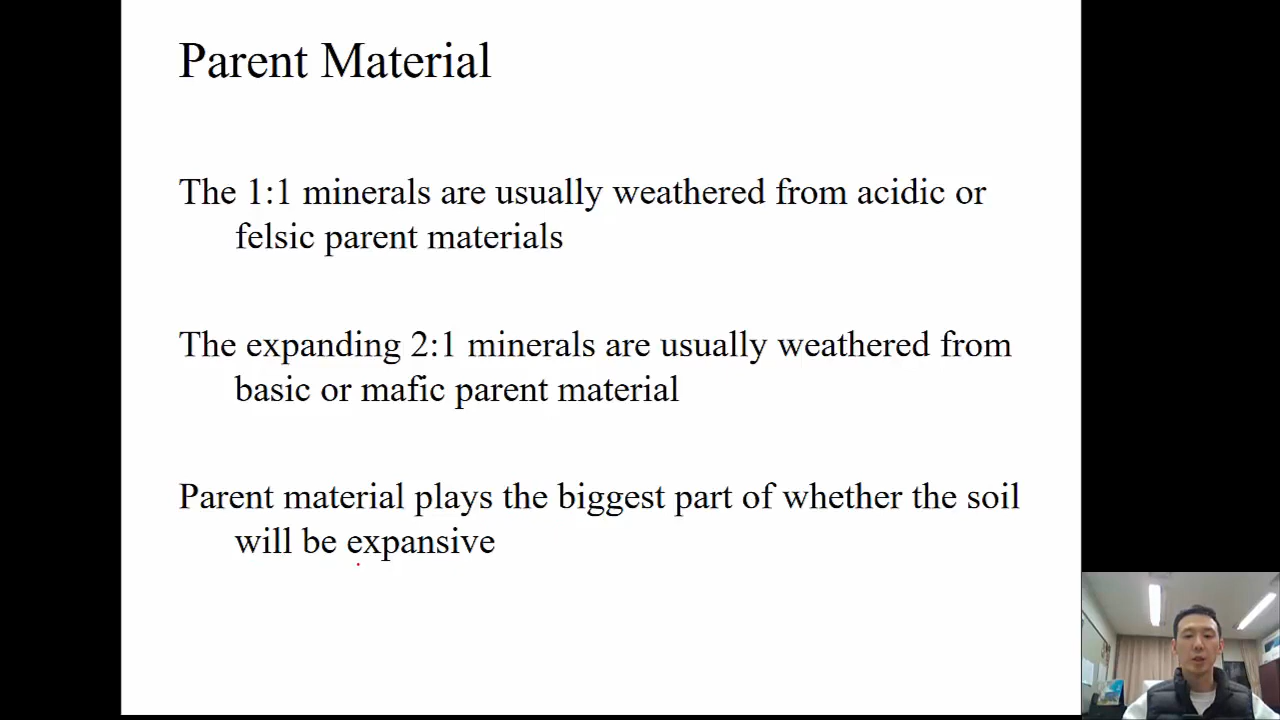 Parent Material
The 1:1 minerals are usually weathered from acidic or
felsic parent materials
The expanding 2:1 minerals are usually weathered from
basic or mafic parent material
Parent material plays the biggest part of whether the soil
will be expansive